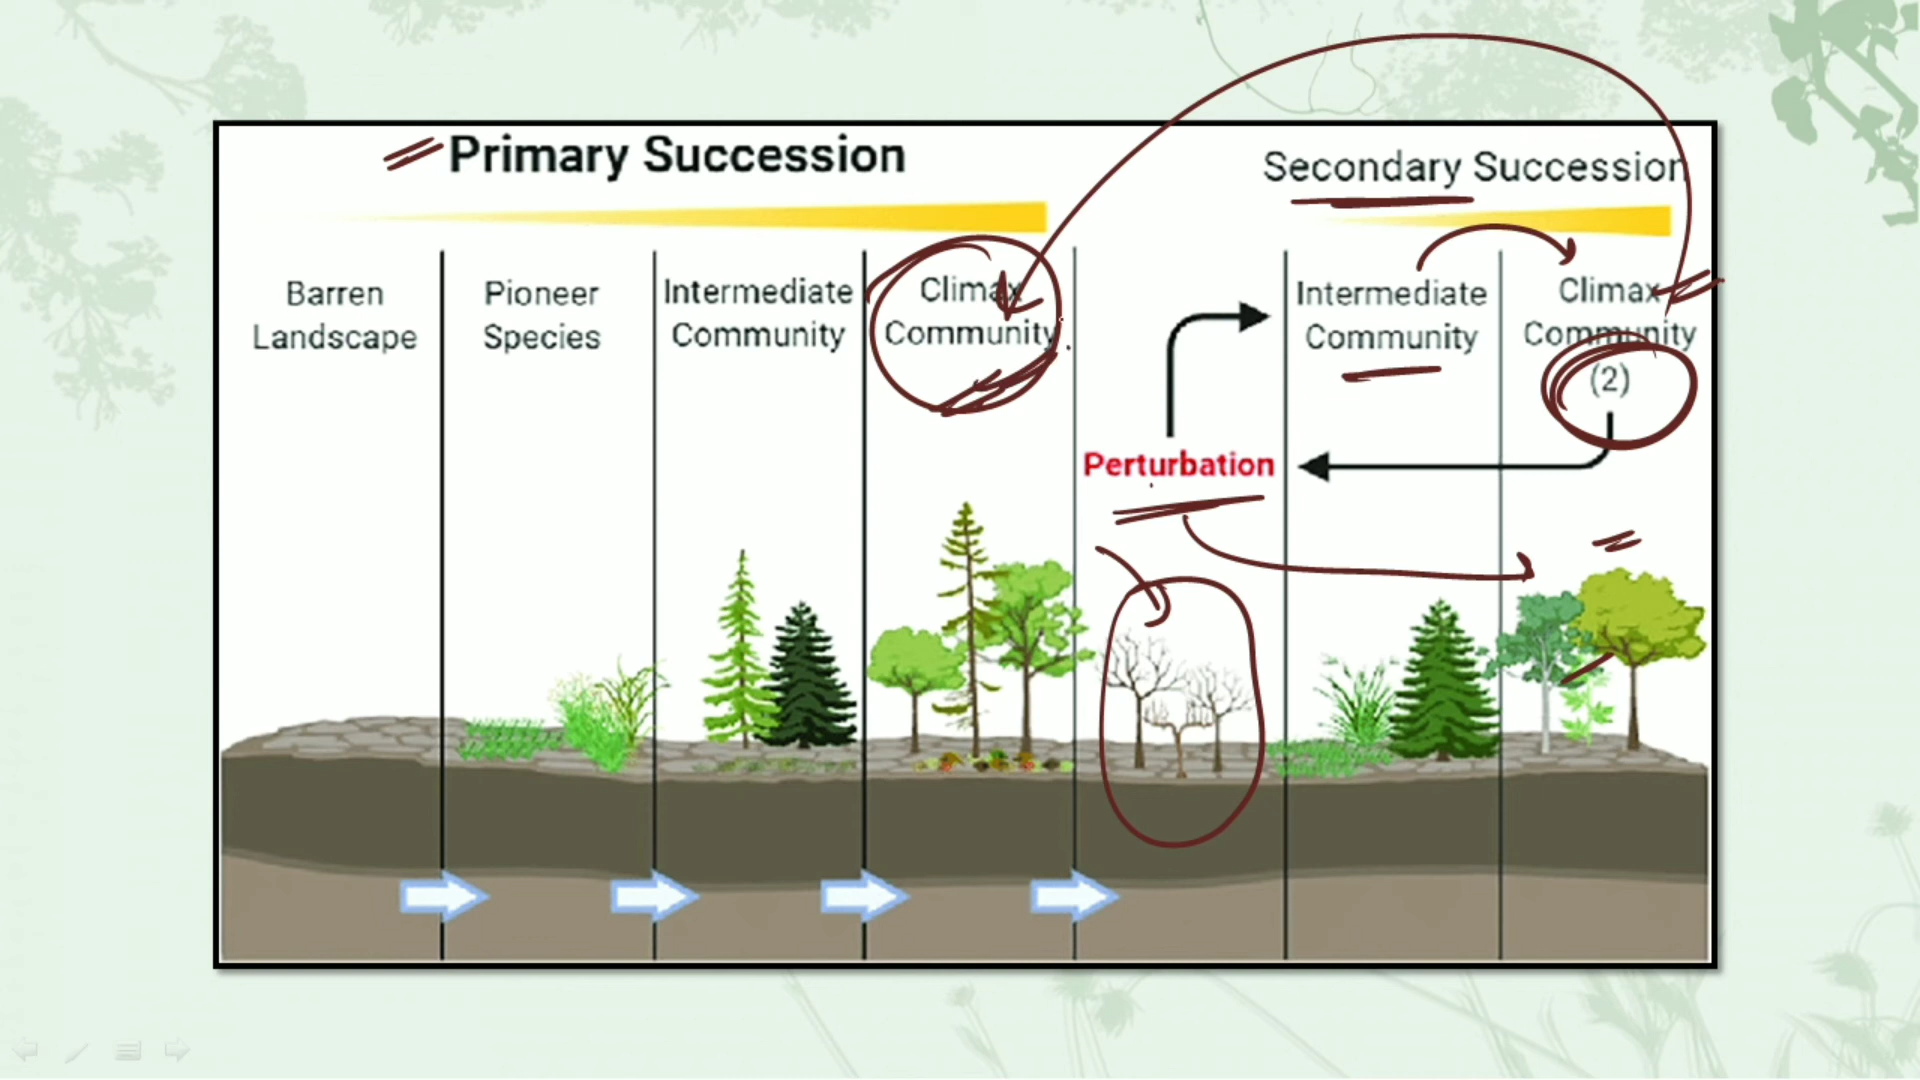 Primary Succession
Secondary Succession
Barren
Landscape
Pioneer
Species
Intermediate
Community
Climax
Community
Perturbation
Intermediate
Community
Climax
Community
(2)